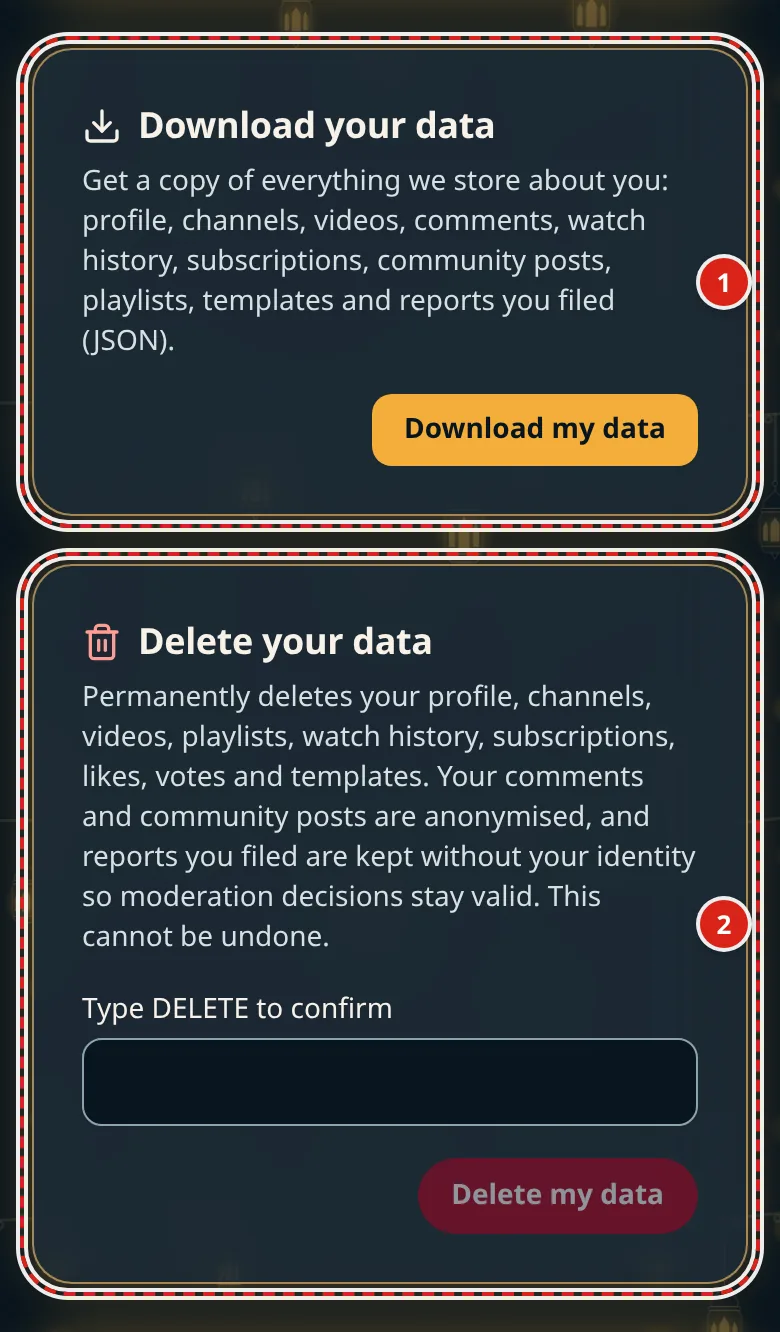 Download your data
Get a copy of everything we store about you:
profile, channels, videos, comments, watch
history, subscriptions, community posts,
playlists, templates and reports you filed
(JSON).
1
Download my data
Delete your data
Permanently deletes your profile, channels,
videos, playlists, watch history, subscriptions,
likes, votes and templates. Your comments
and community posts are anonymised, and
reports you filed are kept without your identity
so moderation decisions stay valid. This
cannot be undone.
2
Type DELETE to confirm
Delete my data